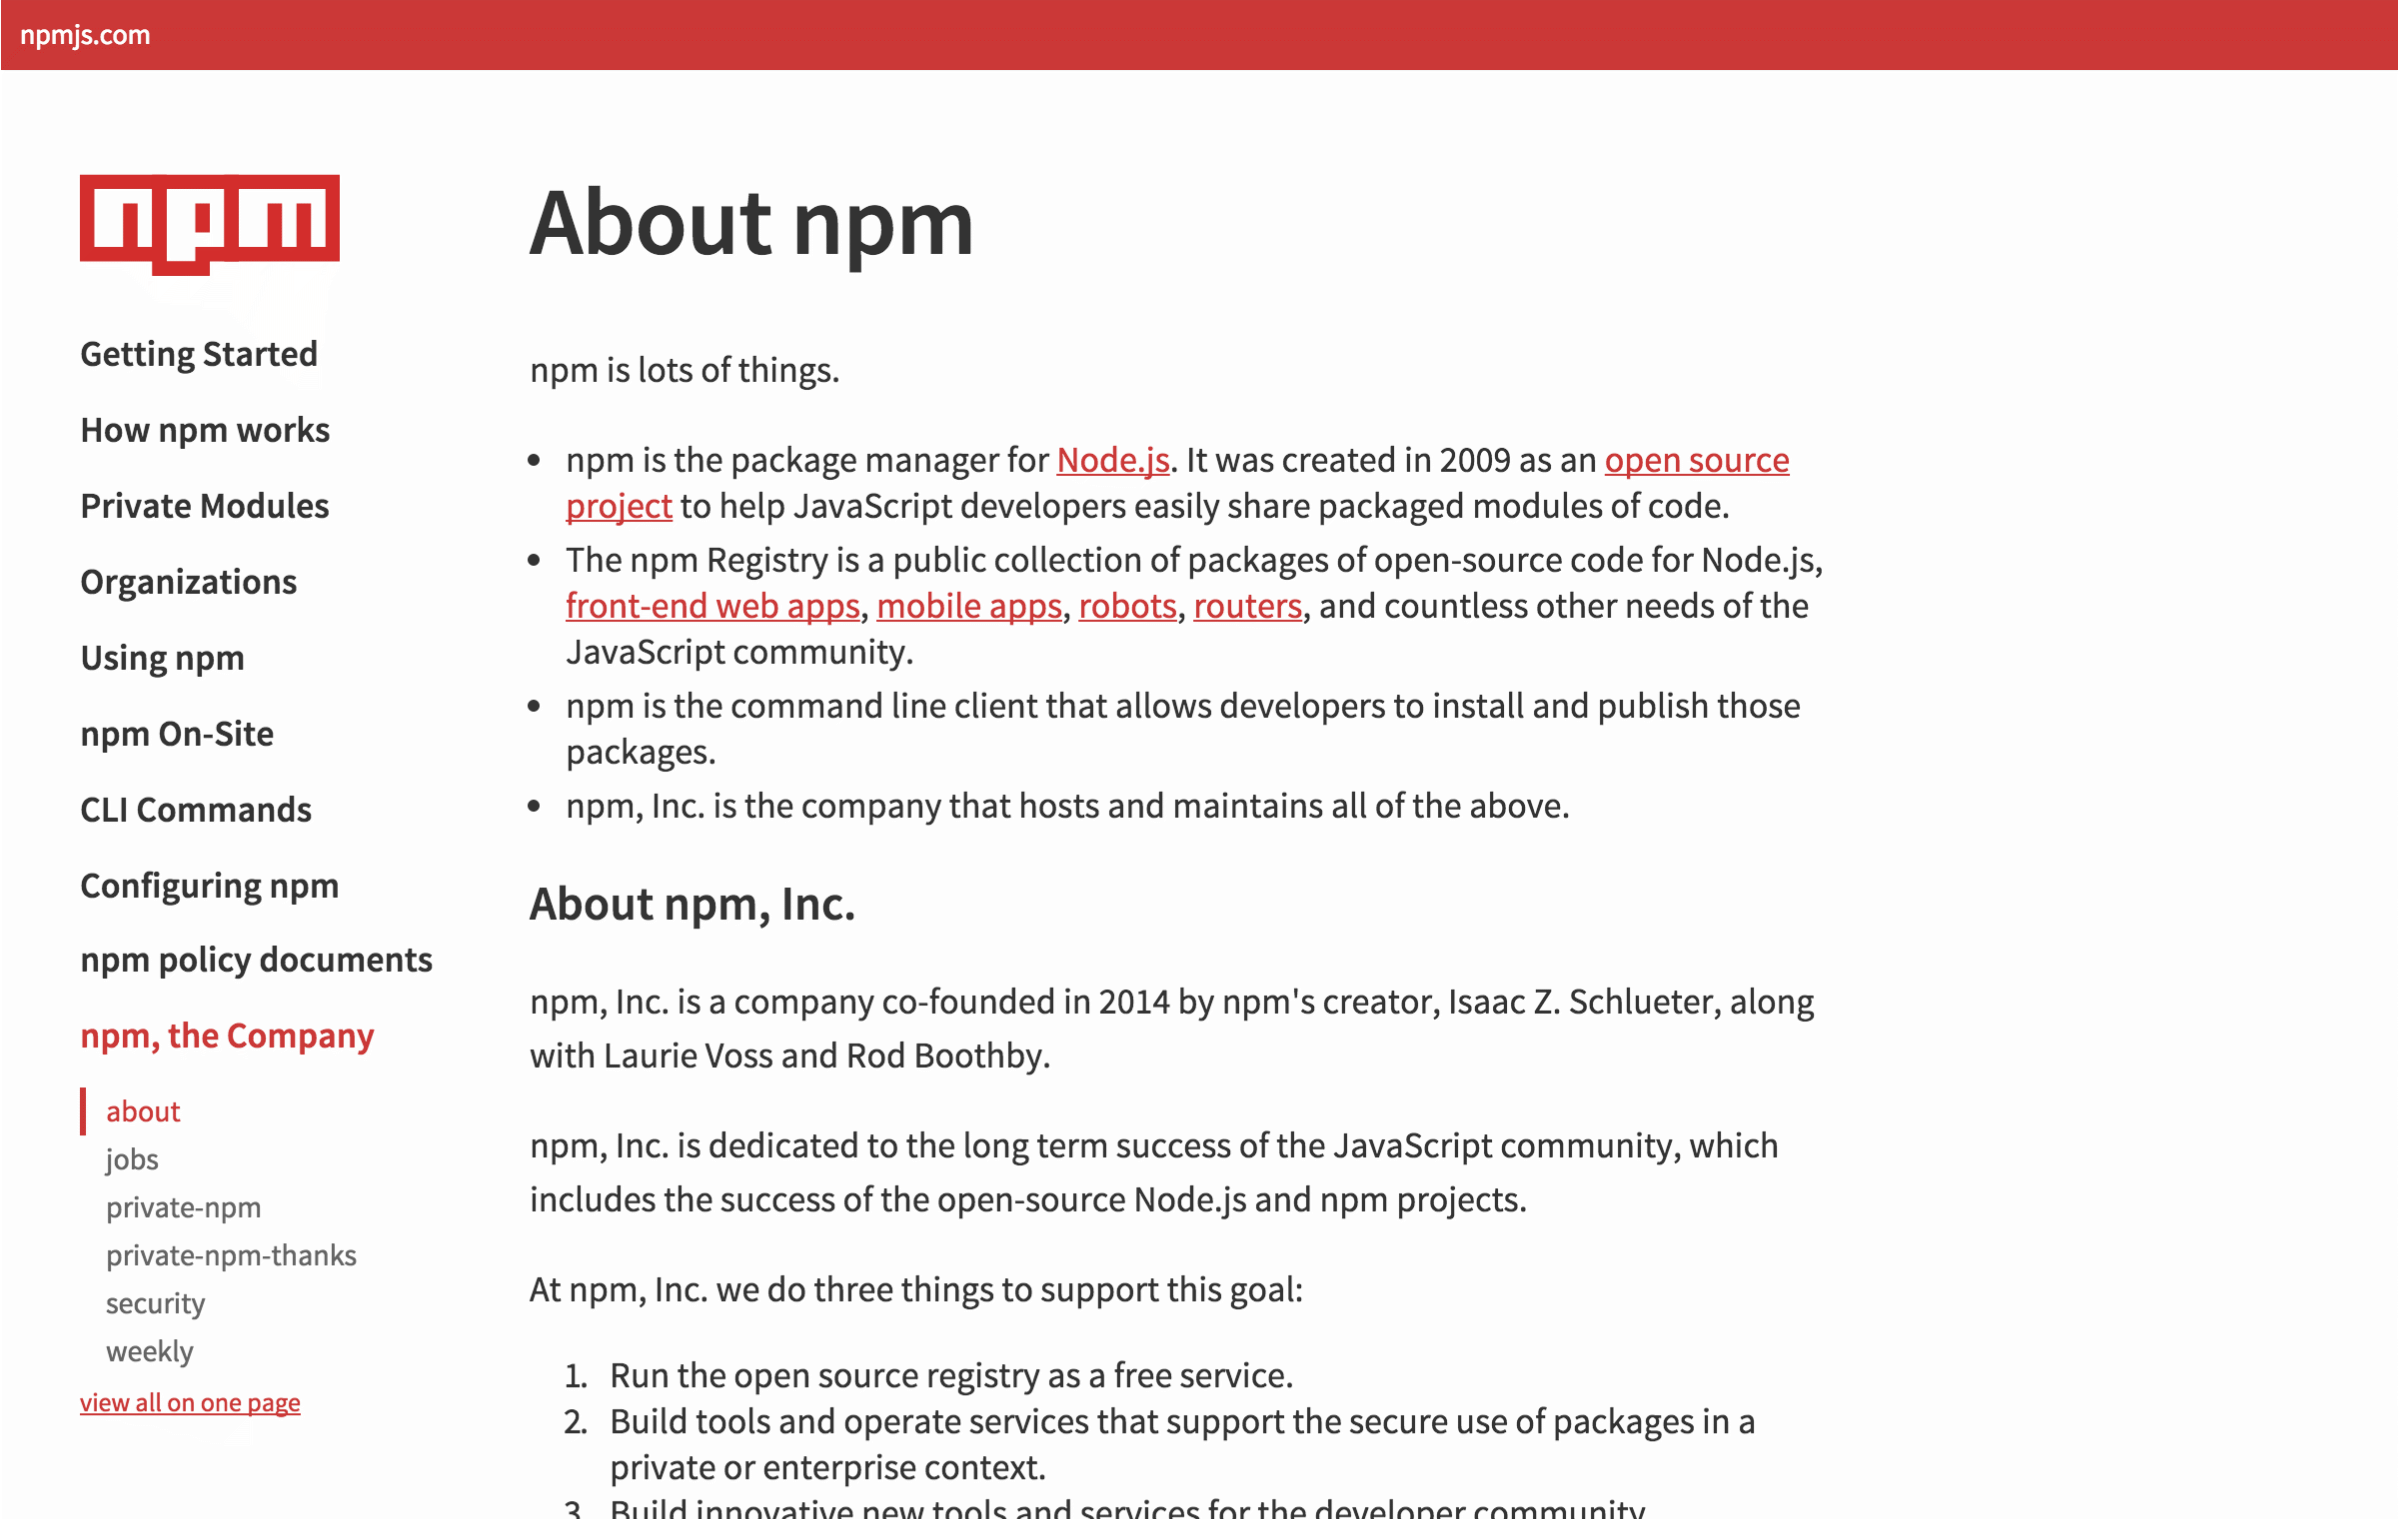 npmjs.com
npm
Getting Started
How npm works
Private Modules
Organizations
Using npm
npm On-Site
CLI Commands
Configuring npm
npm policy documents
npm, the Company
about
jobs
private-npm
private-npm-thanks
security
weekly
view all on one page
About npm
npm is lots of things.
• npm is the package manager for Node.js. It was created in 2009 as an open source
project to help JavaScript developers easily share packaged modules of code.
• The npm Registry is a public collection of packages of open-source code for Node.js,
front-end web apps, mobile apps, robots, routers, and countless other needs of the
JavaScript community.
• npm is the command line client that allows developers to install and publish those
packages.
• npm, Inc. is the company that hosts and maintains all of the above.
About npm, Inc.
npm, Inc. is a company co-founded in 2014 by npm's creator, Isaac Z. Schlueter, along
with Laurie Voss and Rod Boothby.
npm, Inc. is dedicated to the long term success of the JavaScript community, which
includes the success of the open-source Node.js and npm projects.
At npm, Inc. we do three things to support this goal:
1. Run the open source registry as a free service.
2. Build tools and operate services that support the secure use of packages in a
private or enterprise context.
3. Build innovative new tools and services for the developer community.